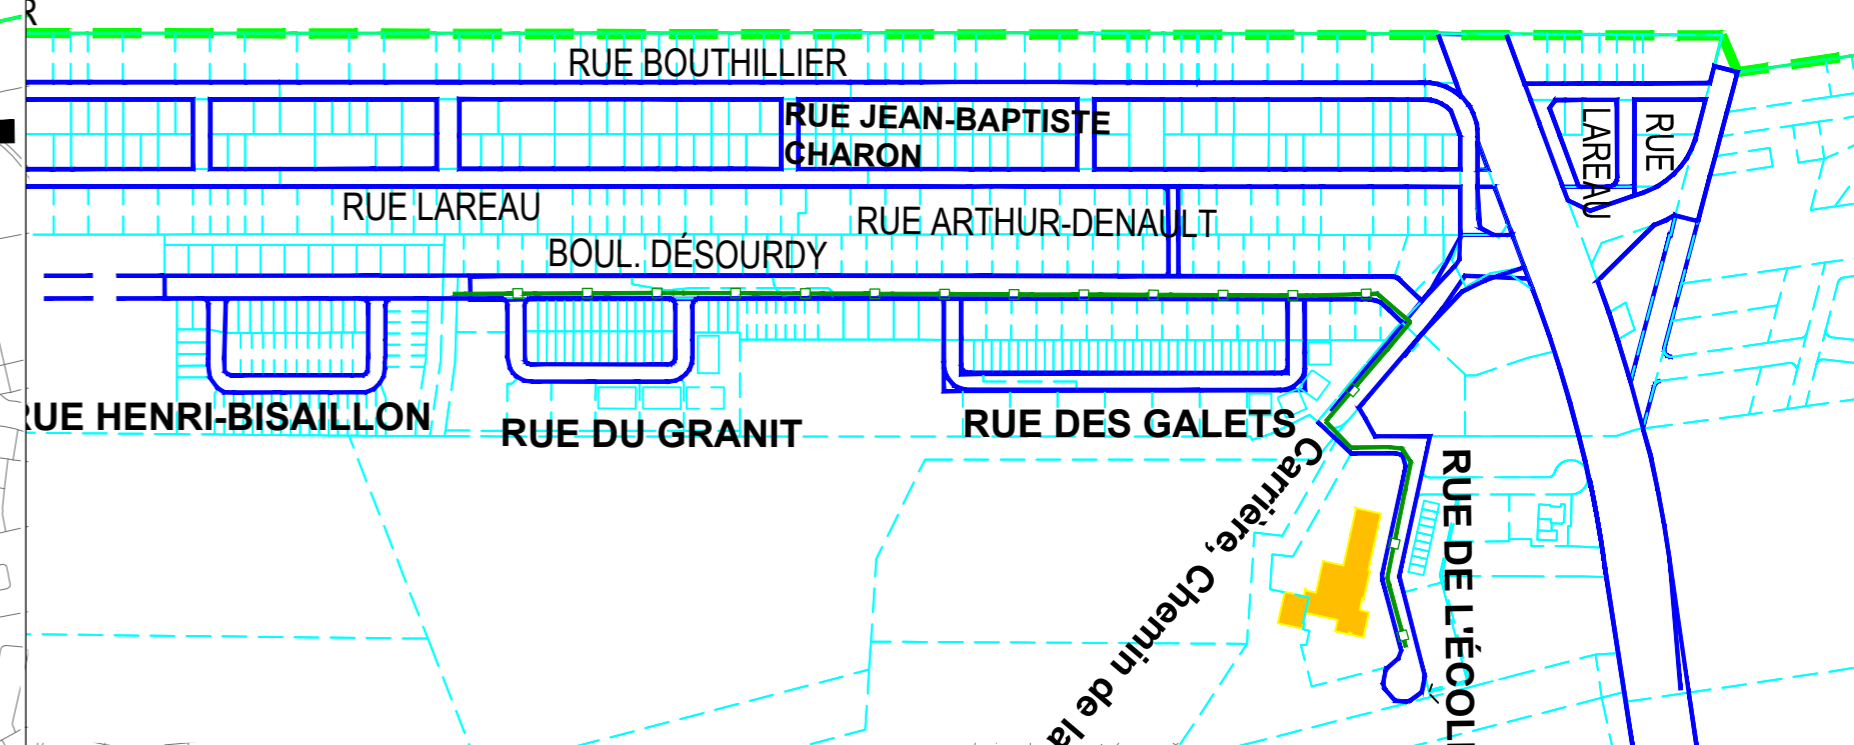 R
RUE BOUTHILLIER
RUE JEAN-BAPTISTE
CHARON
RUE
LAREAU
RUE LAREAU
RUE ARTHUR-DENAULT
BOUL. DÉSOURDY
RUE HENRI-BISAILLON
RUE DU GRANIT
RUE DES GALETS
Carrière, Chemin de la
RUE DE L'ÉCOL